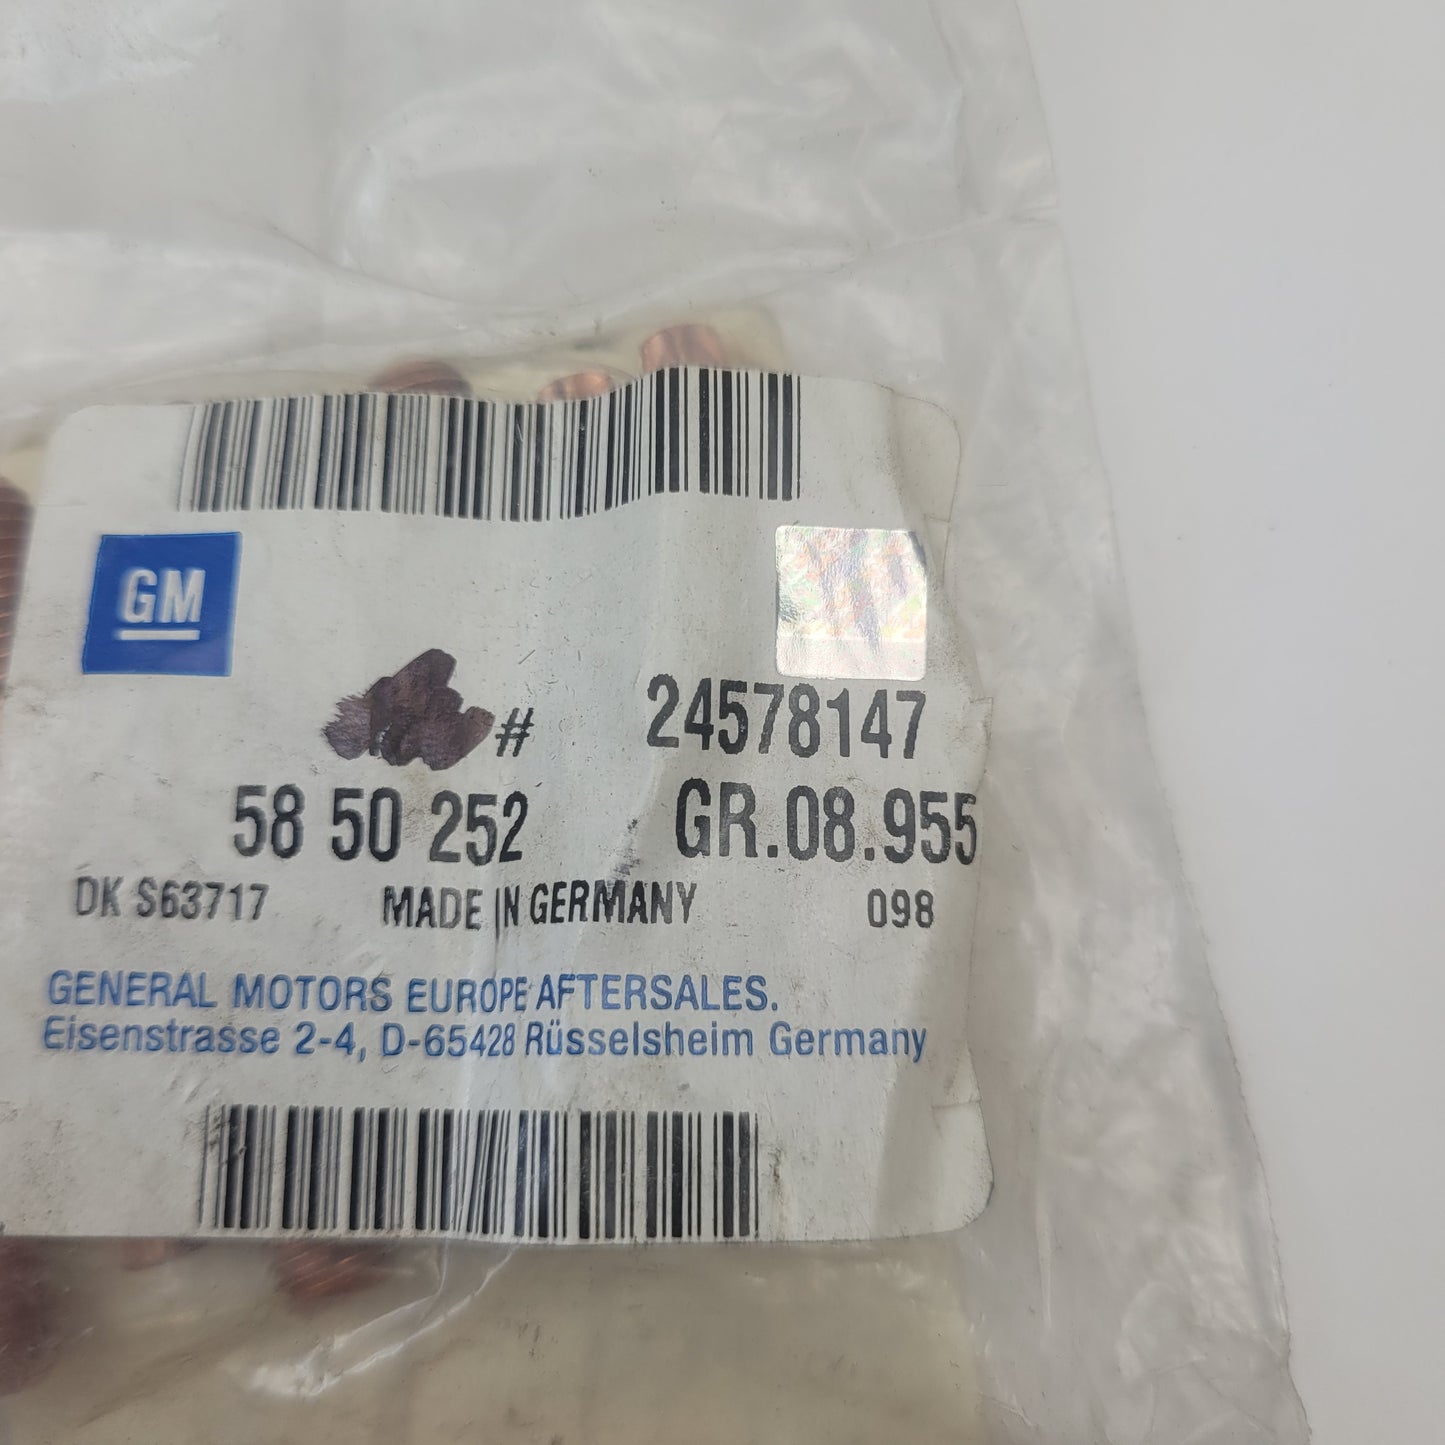 GM
# 24578147
58 50 252 GR.08.955
DK S63717 MADE IN GERMANY 098
GENERAL MOTORS EUROPE AFTERSALES.
Eisenstrasse 2-4, D-65428 Rüsselsheim Germany